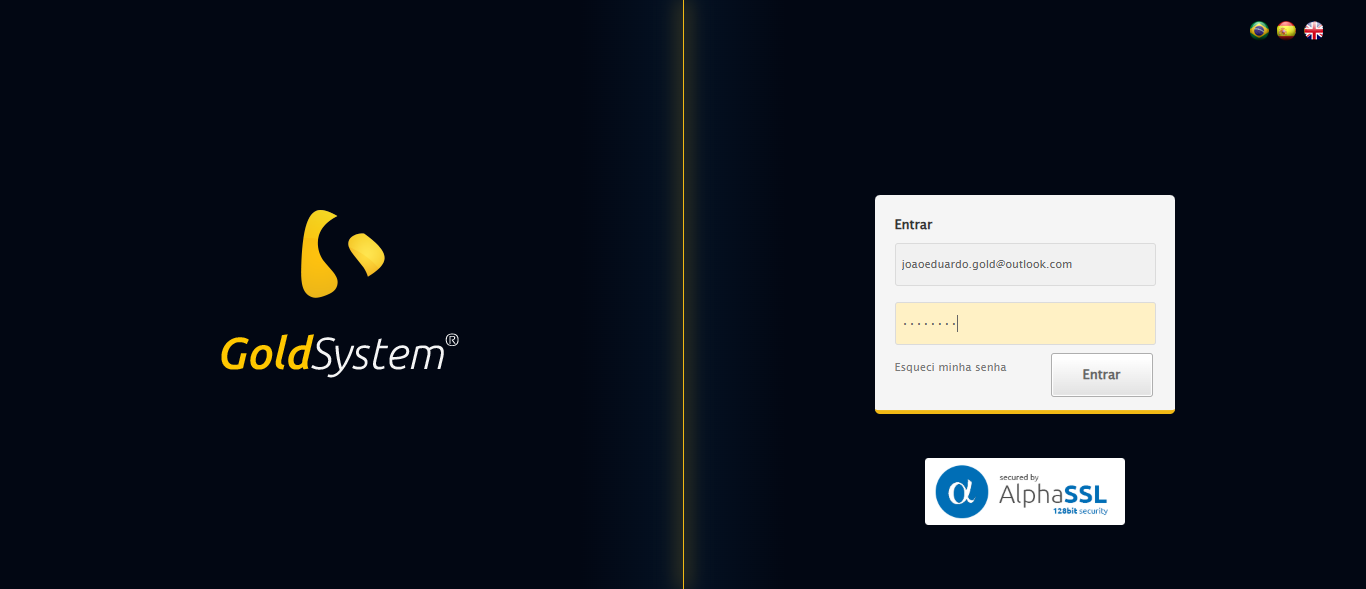 GoldSystem®
Entrar
joaoeduardo.gold@outlook.com
........
Esqueci minha senha
Entrar
α
secured by
AlphaSSL
128bit security